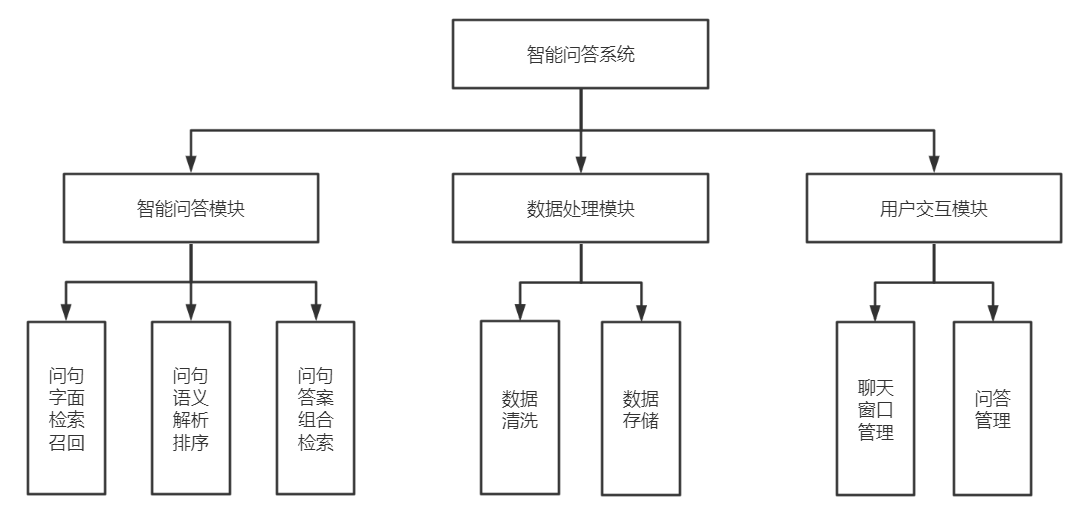 智能问答系统
智能问答模块
数据处理模块
用户交互模块
问句
字面
检索
召回
问句
语义
解析
排序
问句
答案
组合
检索
数据
清洗
数据
存储
聊天
窗口
管理
问答
管理